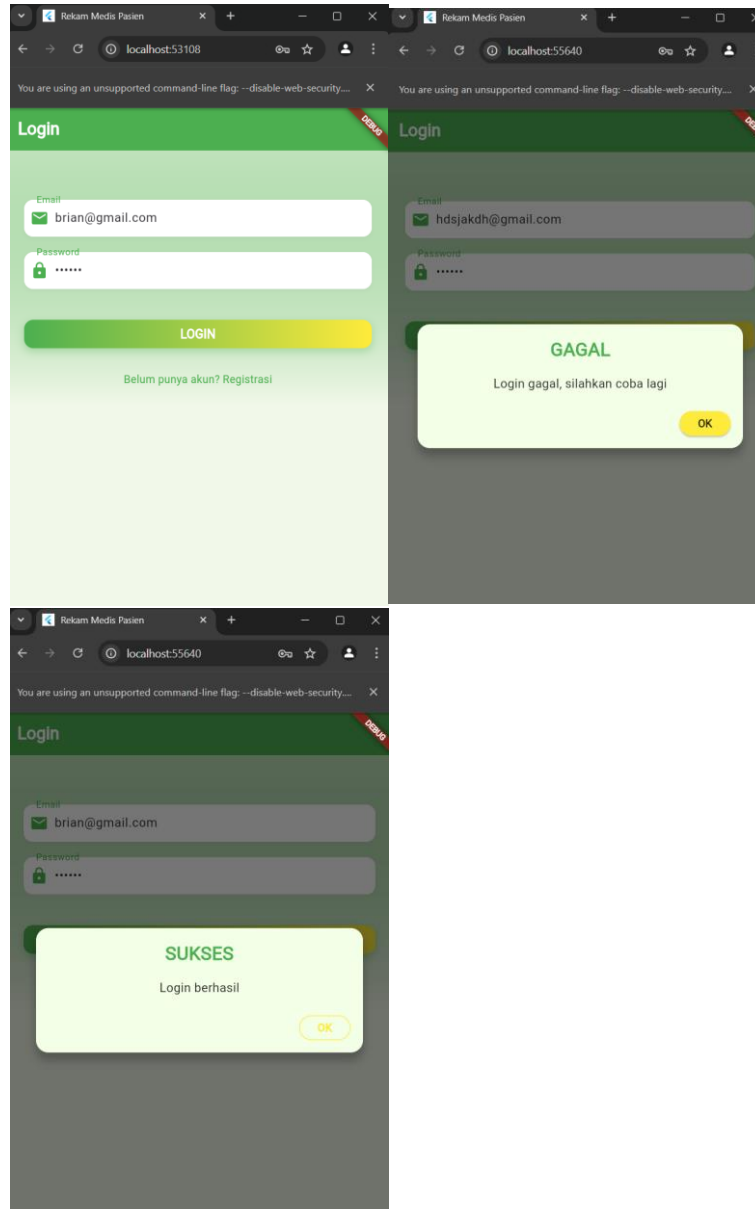 Rekam Medis Pasien
localhost:53108
You are using an unsupported command-line flag: --disable-web-security....
Login
DEBUG
Email
brian@gmail.com
Password
LOGIN
Belum punya akun? Registrasi
Rekam Medis Pasien
localhost:55640
You are using an unsupported command-line flag: --disable-web-security....
Login
Email
hdsjakdh@gmail.com
Password
GAGAL
Login gagal, silahkan coba lagi
OK
Rekam Medis Pasien
localhost:55640
You are using an unsupported command-line flag: --disable-web-security....
Login
DEBUG
Email
brian@gmail.com
Password
SUKSES
Login berhasil
OK